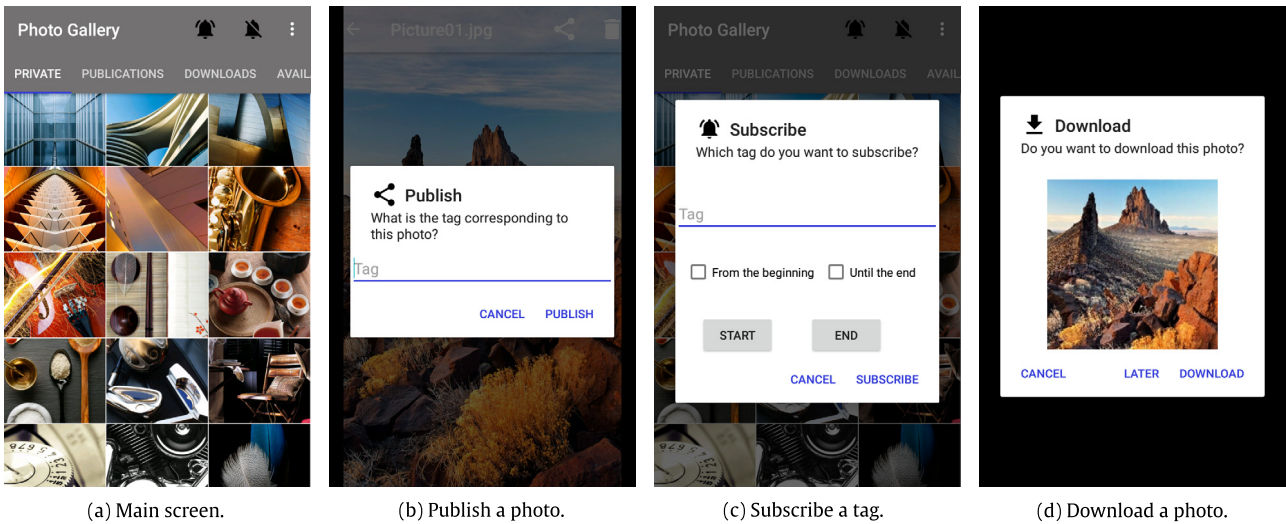 Photo Gallery
PRIVATE PUBLICATIONS DOWNLOADS AVAIL
(a) Main screen.
Picture01.jpg
Publish
What is the tag corresponding to
this photo?
Tag
CANCEL PUBLISH
(b) Publish a photo.
Photo Gallery
PRIVATE PUBLICATIONS DOWNLOADS AVAIL
Subscribe
Which tag do you want to subscribe?
Tag
From the beginning Until the end
START END
CANCEL SUBSCRIBE
(c) Subscribe a tag.
Download
Do you want to download this photo?
CANCEL LATER DOWNLOAD
(d) Download a photo.